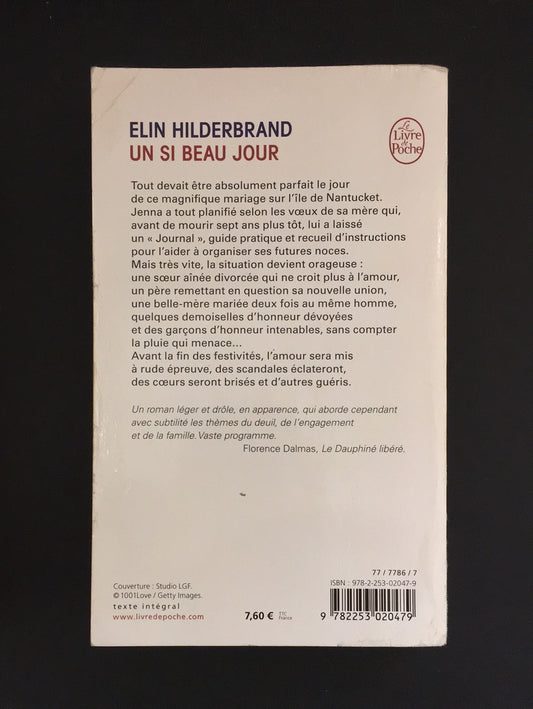 ELIN HILDERBRAND
UN SI BEAU JOUR
Le
Livre
de
Poche
Tout devait être absolument parfait le jour
de ce magnifique mariage sur l'île de Nantucket.
Jenna a tout planifié selon les vœux de sa mère qui,
avant de mourir sept ans plus tôt, lui a laissé
un « Journal », guide pratique et recueil d'instructions
pour l'aider à organiser ses futures noces.
Mais très vite, la situation devient orageuse :
une sœur aînée divorcée qui ne croit plus à l'amour,
un père remettant en question sa nouvelle union,
une belle-mère mariée deux fois au même homme,
quelques demoiselles d'honneur dévoyées
et des garçons d'honneur intenables, sans compter
la pluie qui menace...
Avant la fin des festivités, l'amour sera mis
à rude épreuve, des scandales éclateront,
des cœurs seront brisés et d'autres guéris.
Un roman léger et drôle, en apparence, qui aborde cependant
avec subtilité les thèmes du deuil, de l'engagement
et de la famille. Vaste programme.
Florence Dalmas, Le Dauphiné libéré.
77 / 7786 / 7
ISBN : 978-2-253-02047-9
Couverture : Studio LGF.
© 1001Love / Getty Images.
texte intégral
www.livredepoche.com
7,60 € TTC
France
9 782253 020479